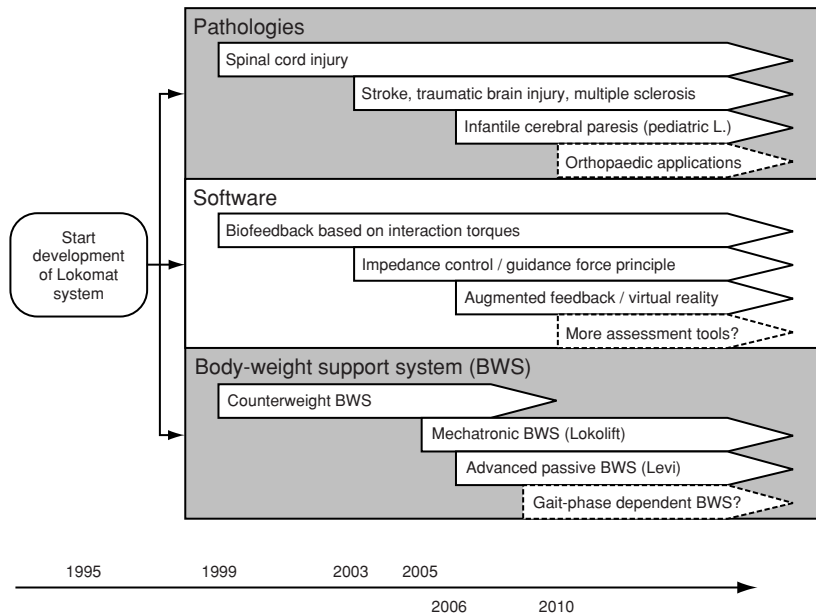 Pathologies
Spinal cord injury
Stroke, traumatic brain injury, multiple sclerosis
Infantile cerebral paresis (pediatric L.)
Orthopaedic applications
Software
Biofeedback based on interaction torques
Impedance control / guidance force principle
Augmented feedback / virtual reality
More assessment tools?
Start
development
of Lokomat
system
Body-weight support system (BWS)
Counterweight BWS
Mechatronic BWS (Lokolift)
Advanced passive BWS (Levi)
Gait-phase dependent BWS?
1995 1999 2003 2005
2006 2010